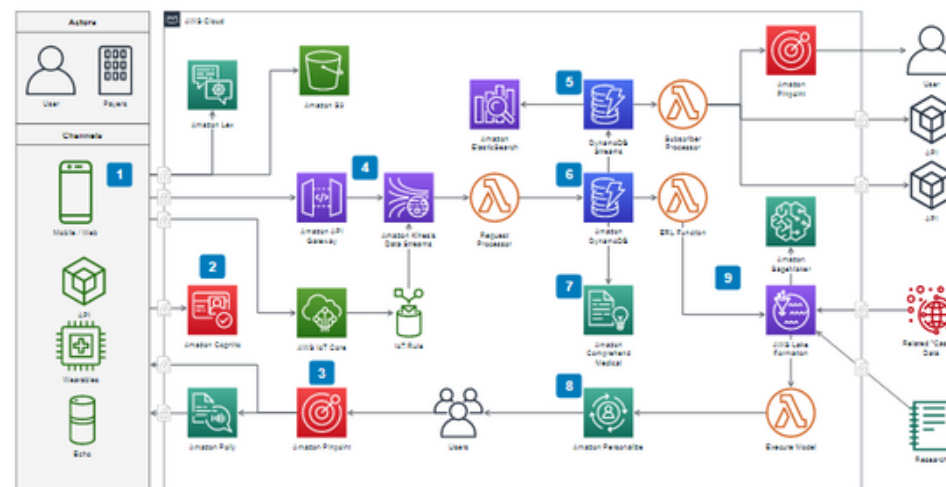 Actors
AWS Cloud
User
Payers
Amazon Lex
Amazon S3
Amazon
Pinpoint
User
Channels
Amazon
ElasticSearch
5
DynamoDB
Streams
Subscriber
Processor
API
1
Mobile / Web
4
Amazon API
Gateway
Amazon Kinesis
Data Streams
Request
Processor
6
Amazon
DynamoDB
ETL Function
API
Amazon
SageMaker
API
2
Amazon Cognito
AWS IoT Core
IoT Rule
7
Amazon
Comprehend
Medical
9
AWS Lake
Formation
Related
Data
Wearables
3
8
Echo
Amazon Polly
Amazon Pinpoint
Users
Amazon Personalize
Execute Model
Research